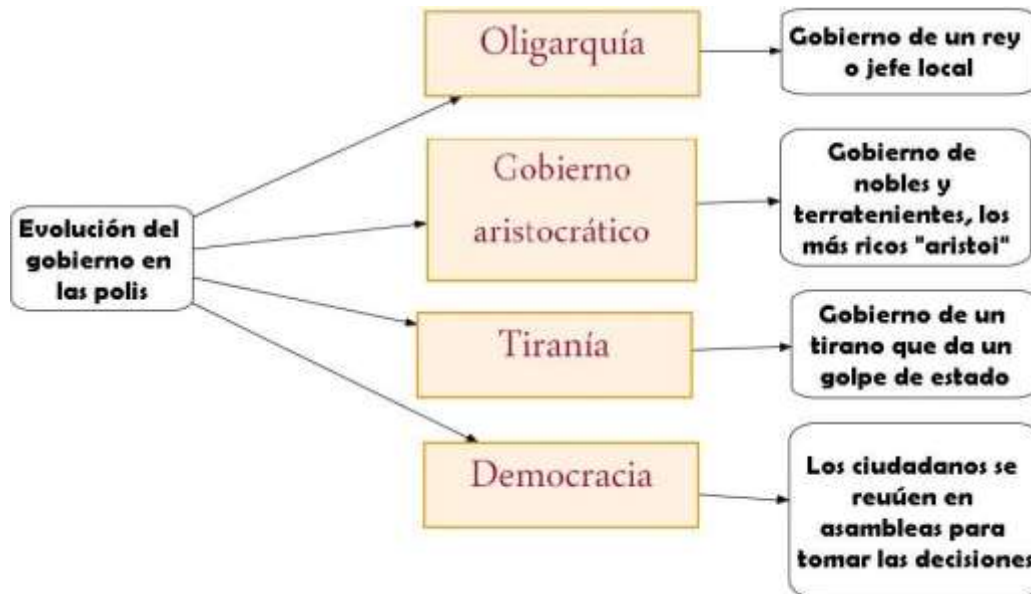 Evolución del
gobierno en
las polis
Oligarquía
Gobierno de un rey
o jefe local
Gobierno
aristocrático
Gobierno de
nobles y
terratenientes, los
más ricos "aristoi"
Tiranía
Gobierno de un
tirano que da un
golpe de estado
Democracia
Los ciudadanos se
reuúen en
asambleas para
tomar las decisiones